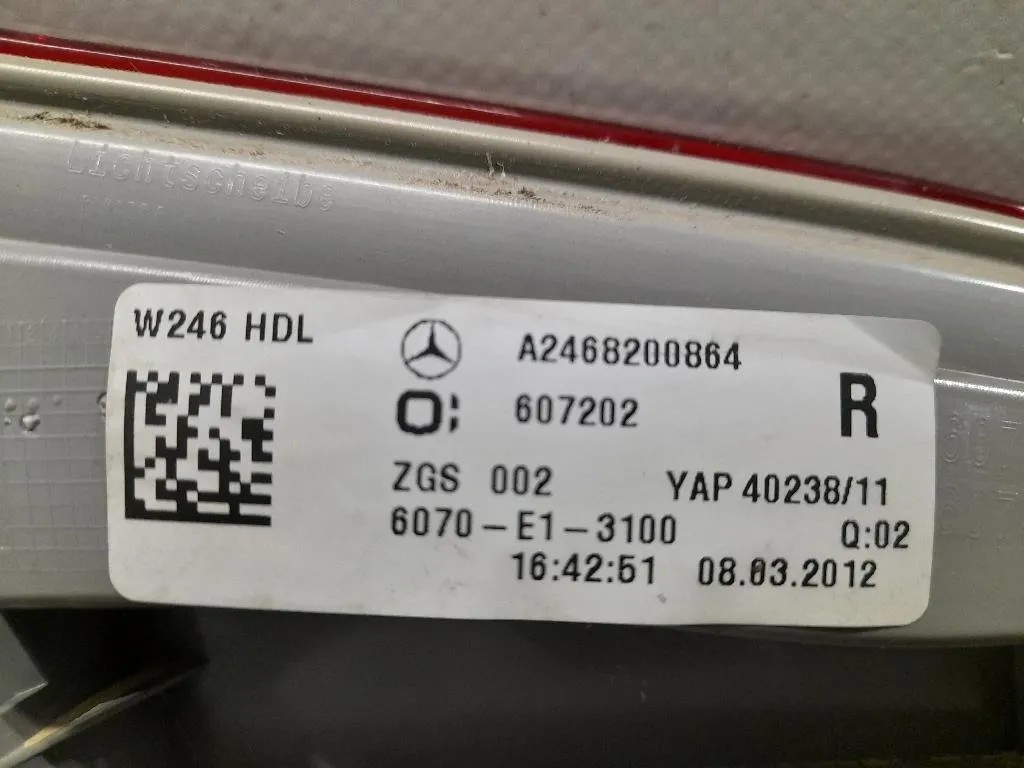 Lichtscheibe
W246 HDL
A2468200864
607202
R
ZGS 002
YAP 40238/11
6070-E1-3100
Q:02
16:42:51 08.03.2012